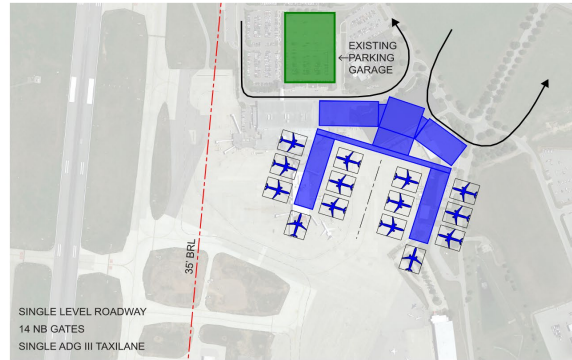 EXISTING
PARKING
GARAGE
35' BRL
SINGLE LEVEL ROADWAY
14 NB GATES
SINGLE ADG III TAXILANE